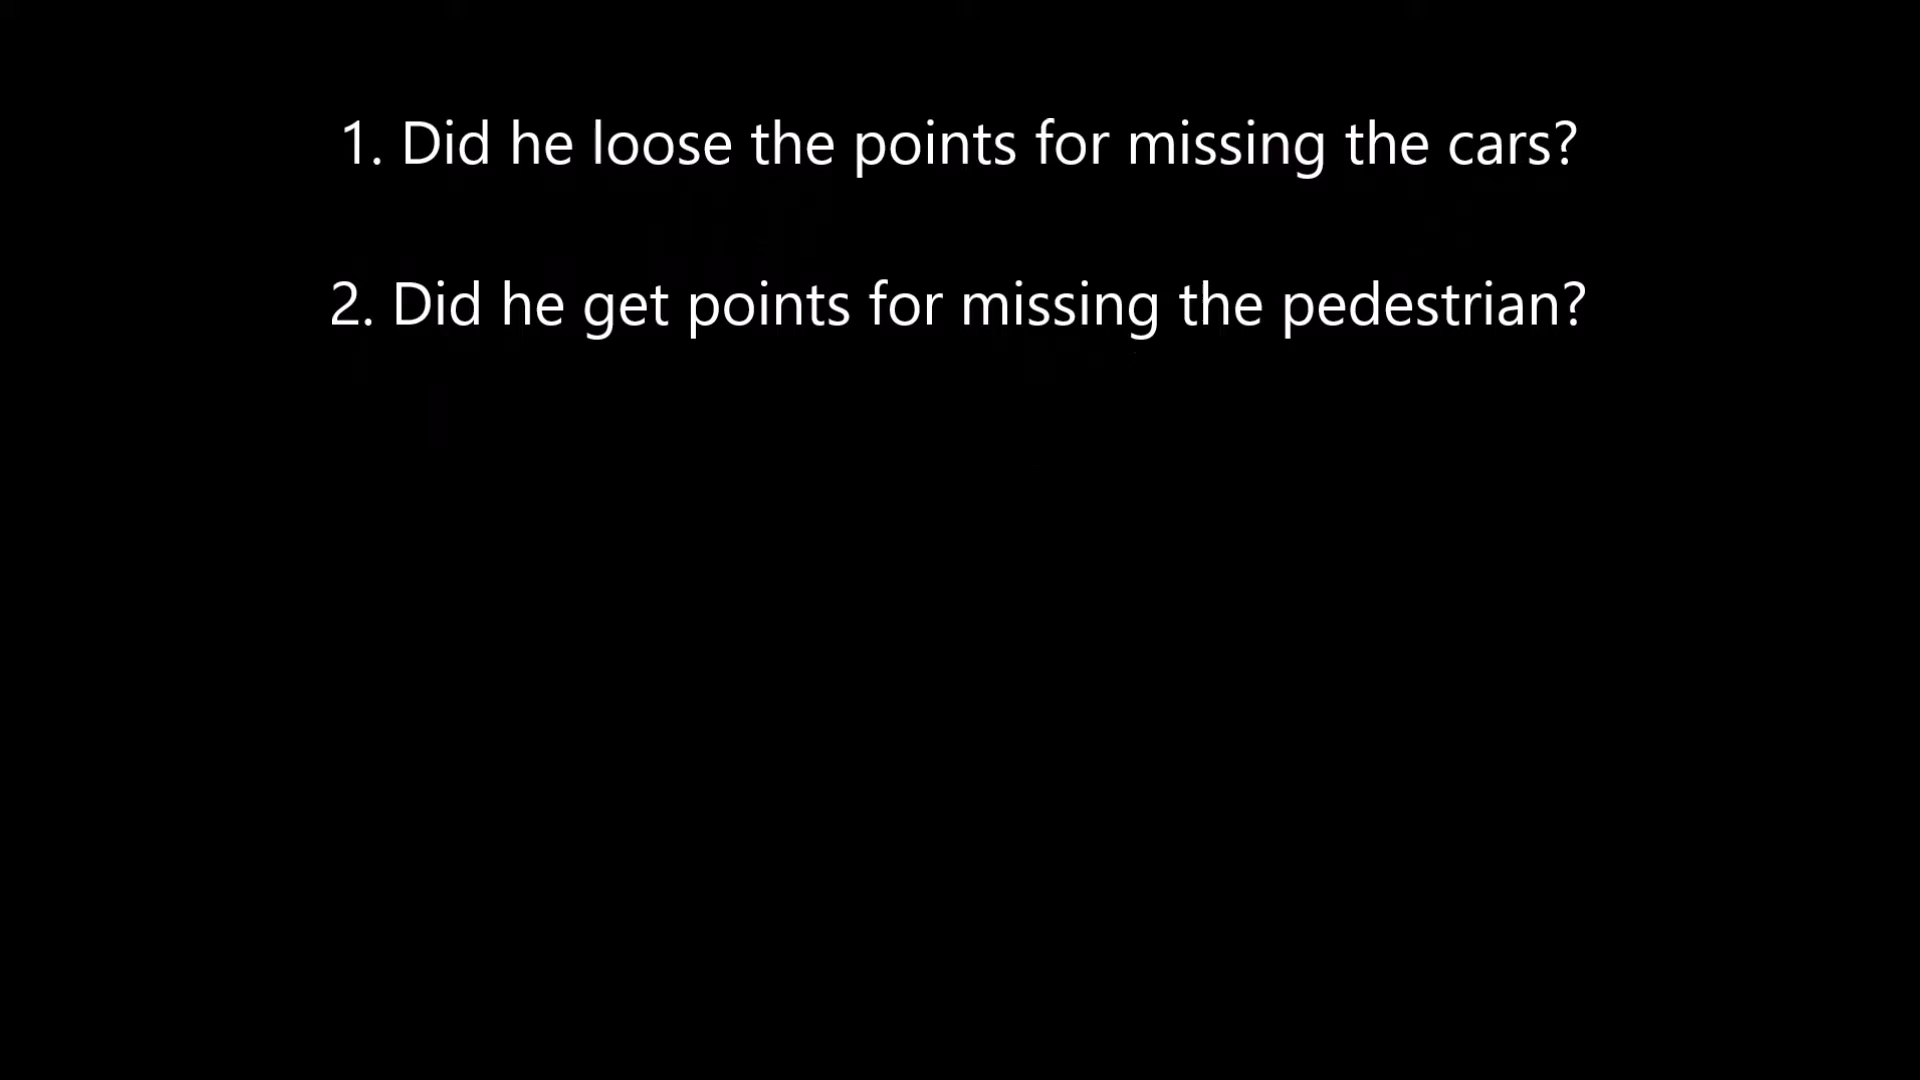 1. Did he loose the points for missing the cars?
2. Did he get points for missing the pedestrian?